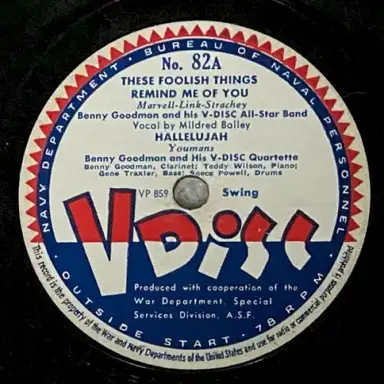 NAVY DEPARTMENT • BUREAU OF NAVAL PERSONNEL
No. 82A
THESE FOOLISH THINGS
REMIND ME OF YOU
Marvell-Link-Strachey
Benny Goodman and his V-DISC All-Star Band
Vocal by Mildred Bailey
HALLELUJAH
Youmans
Benny Goodman and His V-DISC Quartette
Benny Goodman, Clarinet; Teddy Wilson, Piano;
Gene Traxler, Bass; Specs Powell, Drums
VP 859 Swing
V DISC
Produced with cooperation of the
War Department, Special
Services Division, A.S.F.
• OUTSIDE START • 78 RPM •
This record is the property of the War and Navy Departments of the United States and use for radio or commercial purposes is prohibited